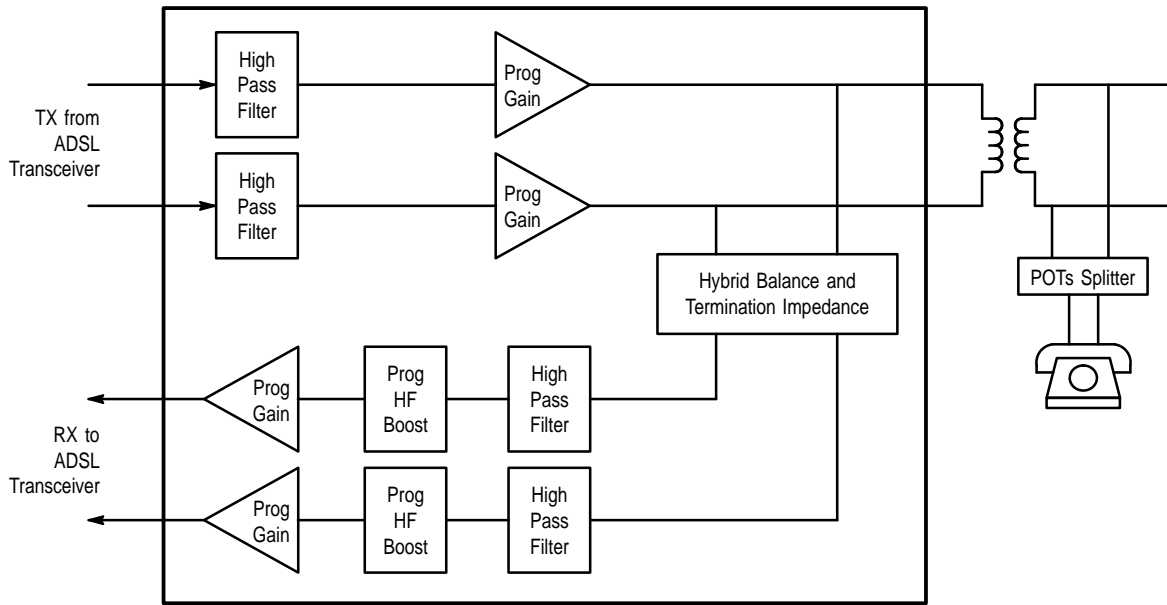 High
Pass
Filter
Prog
Gain
TX from
ADSL
Transceiver
High
Pass
Filter
Prog
Gain
Hybrid Balance and
Termination Impedance
POTs Splitter
Prog
Gain
Prog
HF
Boost
High
Pass
Filter
RX to
ADSL
Transceiver
Prog
Gain
Prog
HF
Boost
High
Pass
Filter